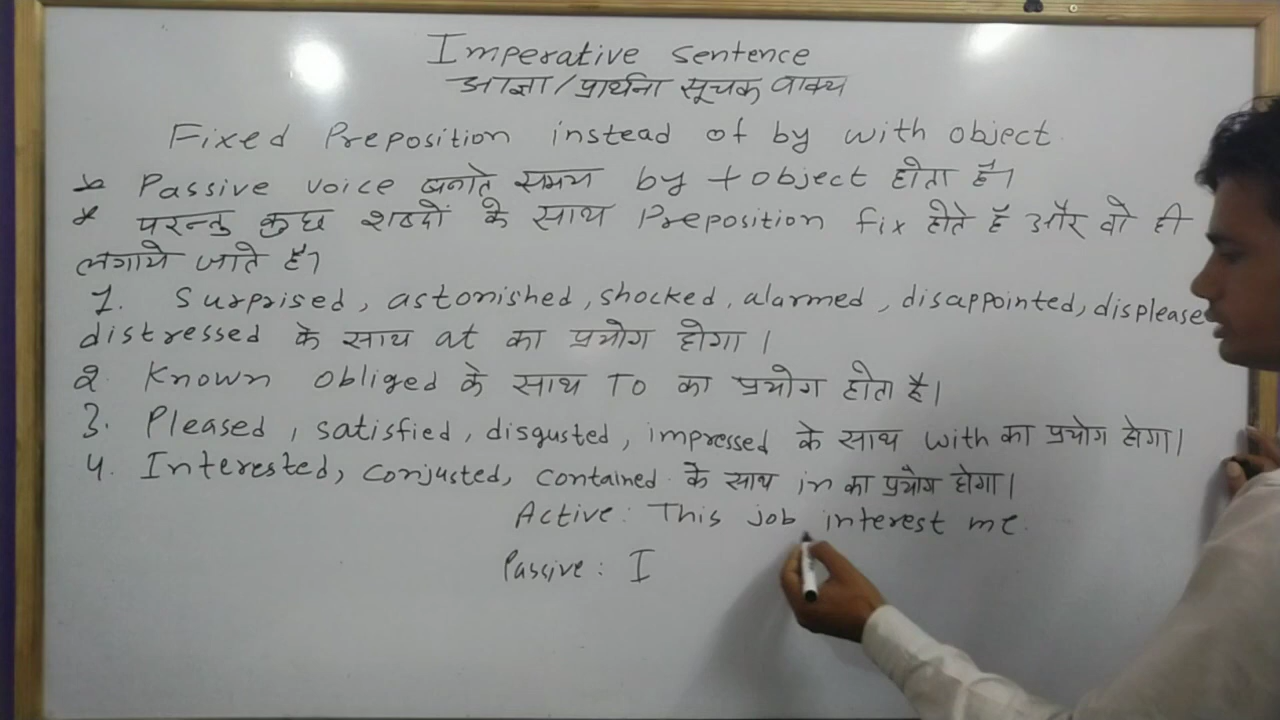 Imperative sentence
आज्ञा/प्रार्थना सूचक वाक्य
Fixed Preposition instead of by with object
* Passive voice बनाते समय by + object होता है।
* परन्तु कुछ शब्दों के साथ Preposition fix होते हैं और वो ही
लगाये जाते है।
1. Surprised, astonished, shocked, alarmed, disappointed, displease
distressed के साथ at का प्रयोग होगा।
2. Known obliged के साथ To का प्रयोग होता है।
3. Pleased, satisfied, disgusted, impressed के साथ with का प्रयोग होगा।
4. Interested, conjusted, contained के साथ in का प्रयोग होगा।
Active: This job interest me.
Passive: I